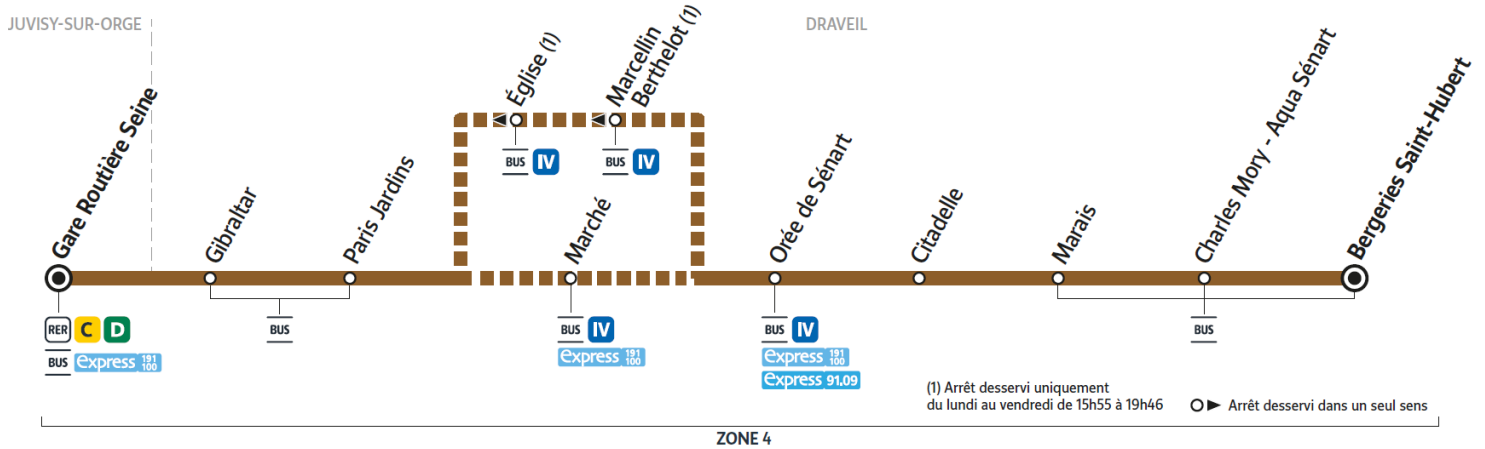 JUVISY-SUR-ORGE
DRAVEIL
Gare Routière Seine
Gibraltar
Paris Jardins
Église (1)
Marcellin
Berthelot (1)
Marché
Orée de Sénart
Citadelle
Marais
Charles Mory - Aqua Sénart
Bergeries Saint-Hubert
BUS IV
BUS IV
RER C D
BUS express 191 100
BUS
BUS IV
express 191 100
BUS IV
express 191 100
express 91.09
BUS
(1) Arrêt desservi uniquement
du lundi au vendredi de 15h55 à 19h46
Arrêt desservi dans un seul sens
ZONE 4